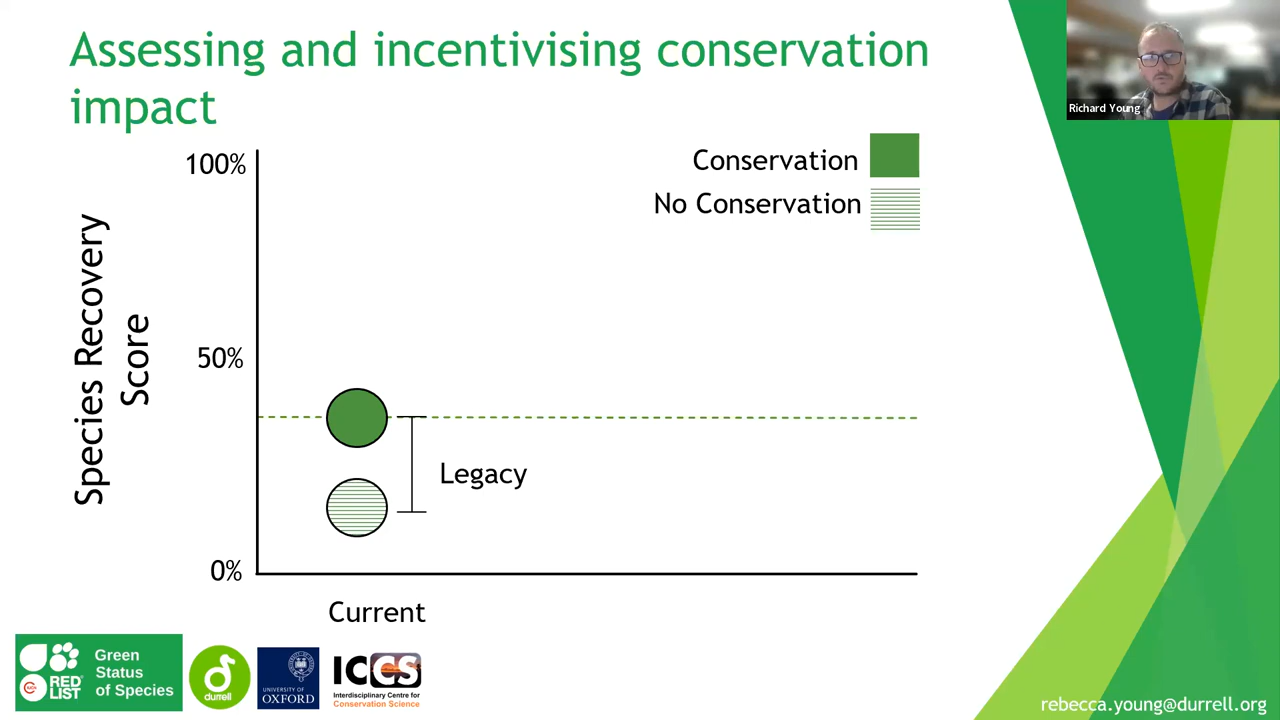 Assessing and incentivising conservation
impact
Richard Young
Conservation
No Conservation
100%
50%
0%
Species Recovery
Score
Legacy
Current
RED
LIST
Green
Status
of Species
durrell
UNIVERSITY OF
OXFORD
ICCS
Interdisciplinary Centre for
Conservation Science
rebecca.young@durrell.org